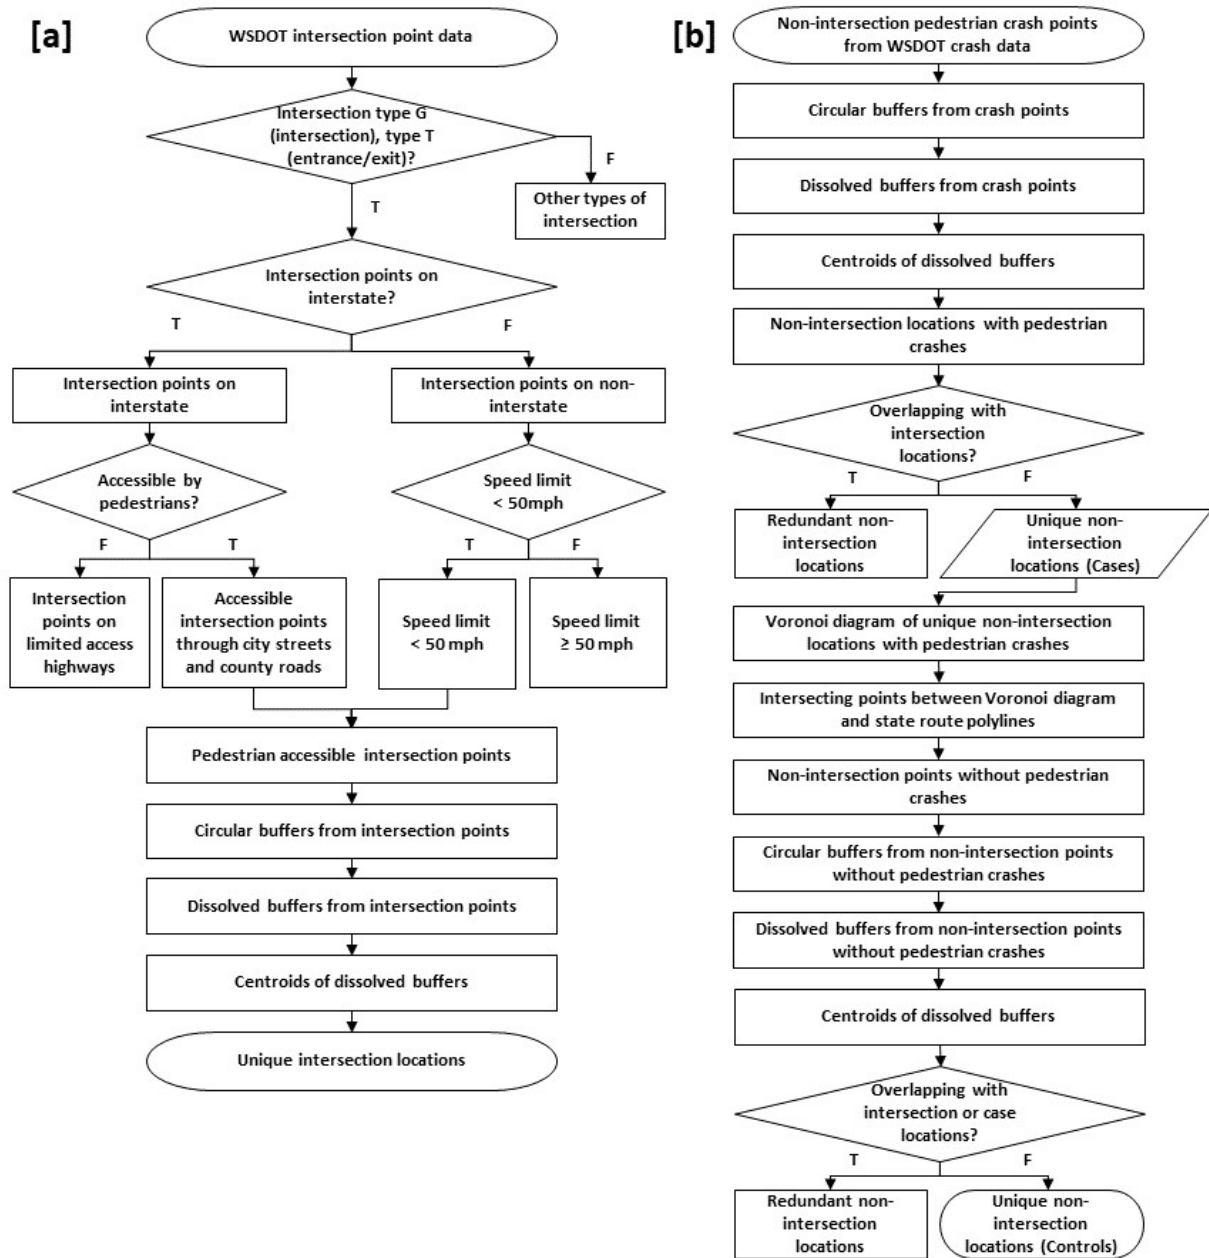 [a]
WSDOT intersection point data
Intersection type G
(intersection), type T
(entrance/exit)?
F
Other types of
intersection
T
Intersection points on
interstate?
T
F
Intersection points on
interstate
Intersection points on non-
interstate
Accessible by
pedestrians?
Speed limit
< 50mph
F
T
T
F
Intersection
points on
limited access
highways
Accessible
intersection points
through city streets
and county roads
Speed limit
< 50 mph
Speed limit
≥ 50 mph
Pedestrian accessible intersection points
Circular buffers from intersection points
Dissolved buffers from intersection points
Centroids of dissolved buffers
Unique intersection locations
[b]
Non-intersection pedestrian crash points
from WSDOT crash data
Circular buffers from crash points
Dissolved buffers from crash points
Centroids of dissolved buffers
Non-intersection locations with pedestrian
crashes
Overlapping with
intersection
locations?
T
F
Redundant non-
intersection
locations
Unique non-
intersection
locations (Cases)
Voronoi diagram of unique non-intersection
locations with pedestrian crashes
Intersecting points between Voronoi diagram
and state route polylines
Non-intersection points without pedestrian
crashes
Circular buffers from non-intersection points
without pedestrian crashes
Dissolved buffers from non-intersection points
without pedestrian crashes
Centroids of dissolved buffers
Overlapping with
intersection or case
locations?
T
F
Redundant non-
intersection
locations
Unique non-
intersection
locations (Controls)